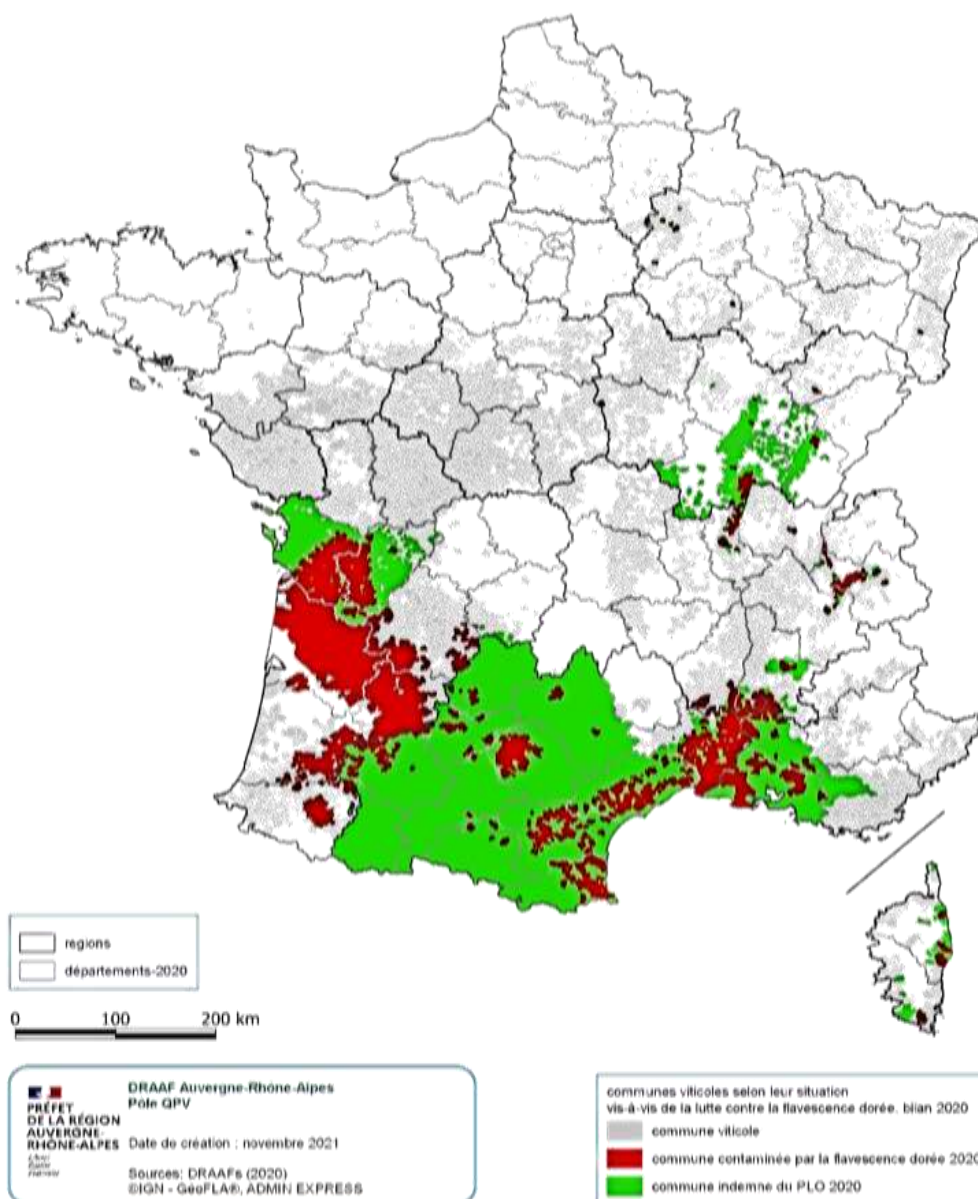 regions
départements-2020
0 100 200 km
PRÉFET
DE LA RÉGION
AUVERGNE-
RHÔNE-ALPES
DRAAF Auvergne-Rhône-Alpes
Pôle QPV
Date de création : novembre 2021
Sources: DRAAFs (2020)
©IGN - GéoFLA®, ADMIN EXPRESS
communes viticoles selon leur situation
vis-à-vis de la lutte contre la flavescence dorée. bilan 2020
commune viticole
commune contaminée par la flavescence dorée 2020
commune indemne du PLO 2020